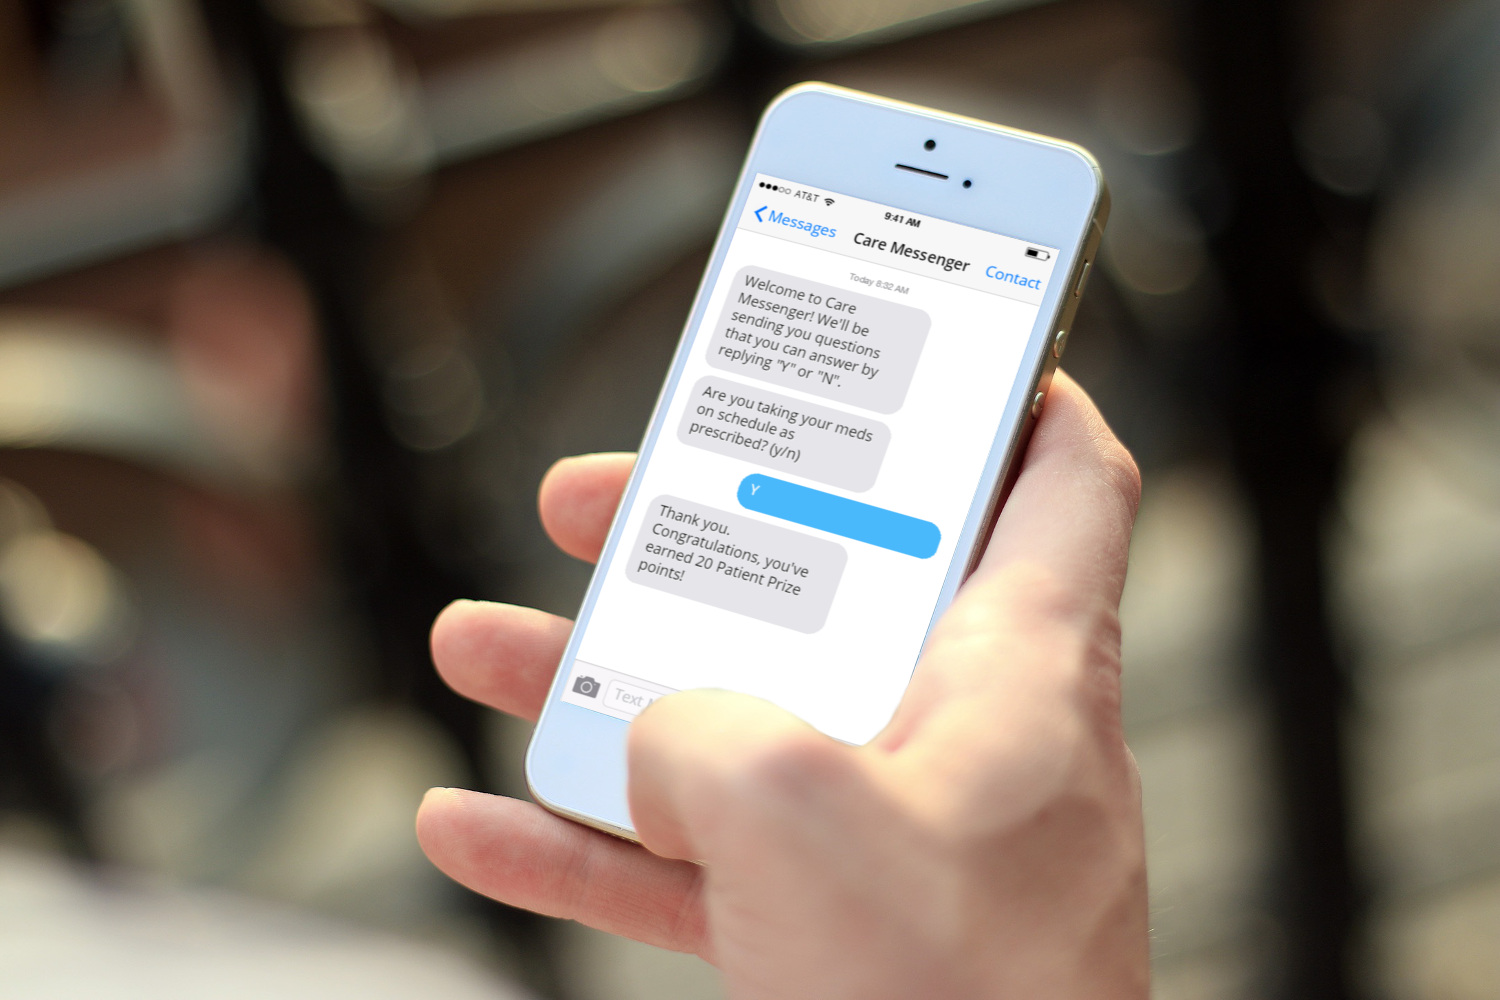 AT&T
9:41 AM
Messages
Care Messenger
Contact
Today 8:32 AM
Welcome to Care
Messenger! We'll be
sending you questions
that you can answer by
replying "Y" or "N".
Are you taking your meds
on schedule as
prescribed? (y/n)
Y
Thank you.
Congratulations, you've
earned 20 Patient Prize
points!
Text